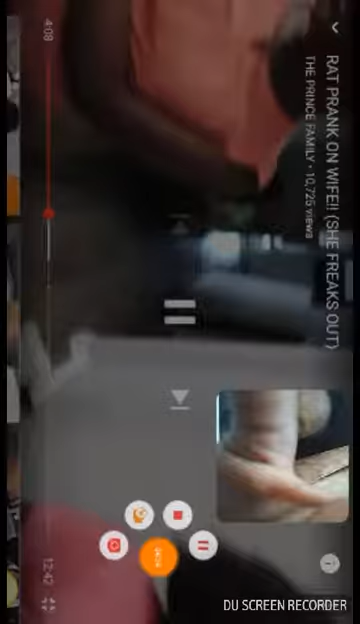 RAT PRANK ON WIFE!! (SHE FREAKS OUT)
THE PRINCE FAMILY • 10,725 views
4:08
12:42
DU SCREEN RECORDER